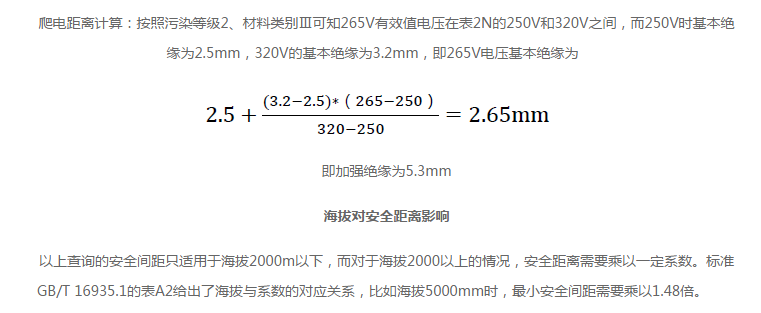 爬电距离计算：按照污染等级2、材料类别Ⅲ可知265V有效值电压在表2N的250V和320V之间，而250V时基本绝
缘为2.5mm，320V的基本绝缘为3.2mm，即265V电压基本绝缘为
2.5 + (3.2−2.5)*（265−250） / 320−250 = 2.65mm
即加强绝缘为5.3mm
海拔对安全距离影响
以上查询的安全间距只适用于海拔2000m以下，而对于海拔2000以上的情况，安全距离需要乘以一定系数。标准
GB/T 16935.1的表A2给出了海拔与系数的对应关系，比如海拔5000mm时，最小安全间距需要乘以1.48倍。